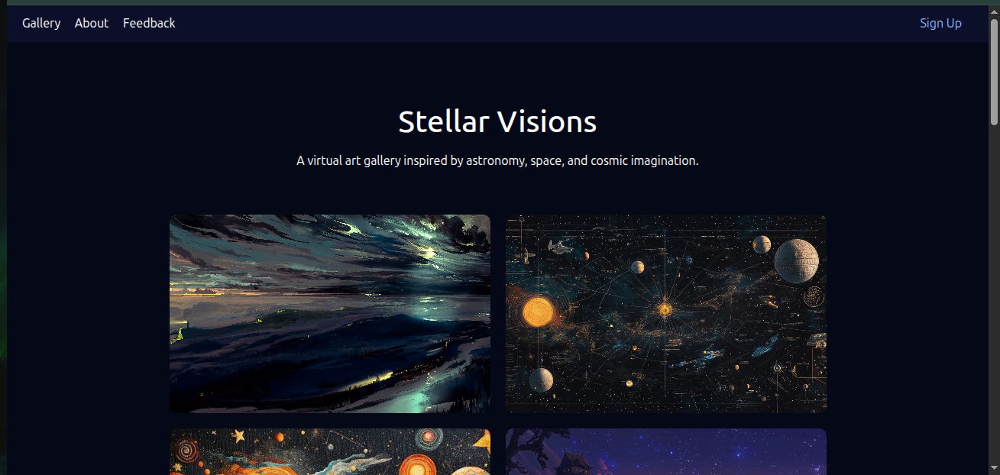 Gallery About Feedback Sign Up
Stellar Visions
A virtual art gallery inspired by astronomy, space, and cosmic imagination.